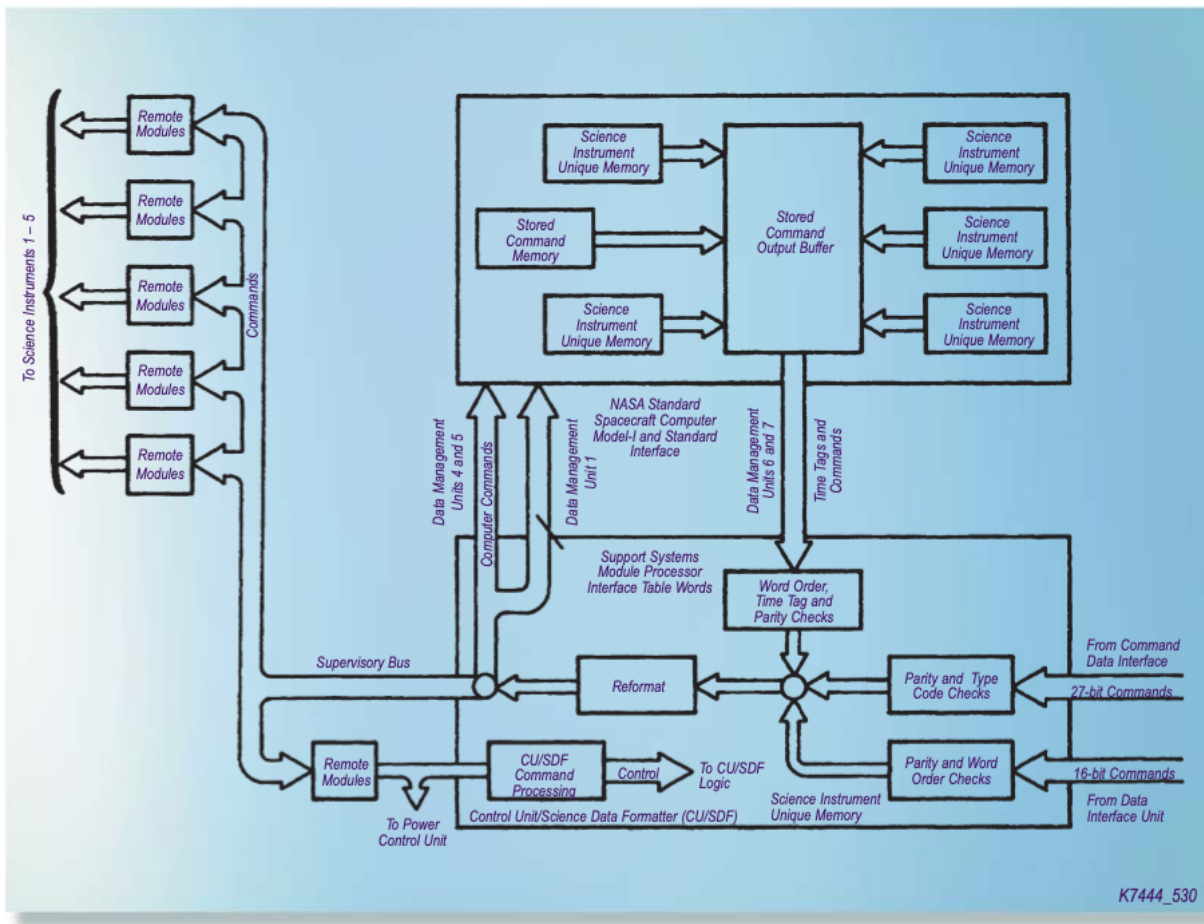 To Science Instruments 1 – 5
Remote
Modules
Remote
Modules
Remote
Modules
Remote
Modules
Remote
Modules
Commands
Science
Instrument
Unique Memory
Stored
Command
Memory
Science
Instrument
Unique Memory
Stored
Command
Output Buffer
Science
Instrument
Unique Memory
Science
Instrument
Unique Memory
Science
Instrument
Unique Memory
NASA Standard
Spacecraft Computer
Model-I and Standard
Interface
Data Management
Units 4 and 5
Computer Commands
Data Management
Unit 1
Data Management
Units 6 and 7
Time Tags and
Commands
Support Systems
Module Processor
Interface Table Words
Word Order,
Time Tag and
Parity Checks
Supervisory Bus
Reformat
Parity and Type
Code Checks
From Command
Data Interface
27-bit Commands
Remote
Modules
To Power
Control Unit
CU/SDF
Command
Processing
Control
To CU/SDF
Logic
Parity and Word
Order Checks
16-bit Commands
From Data
Interface Unit
Science Instrument
Unique Memory
Control Unit/Science Data Formatter (CU/SDF)
K7444_530